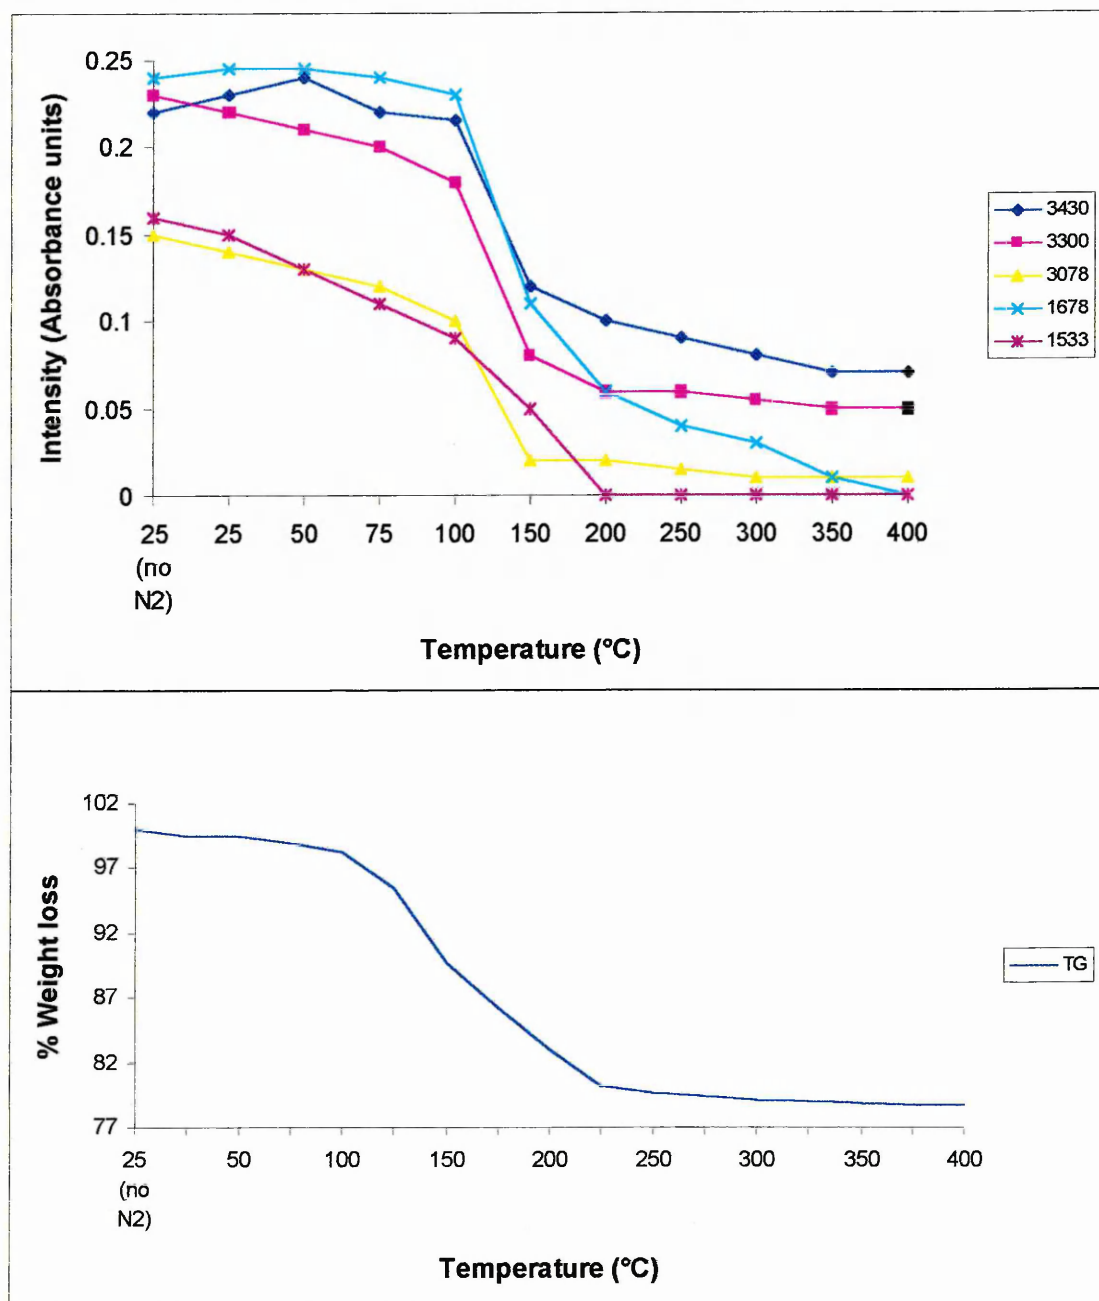 0.25
0.2
0.15
0.1
0.05
0
Intensity (Absorbance units)
25 25 50 75 100 150 200 250 300 350 400
(no
N2)
Temperature (°C)
3430
3300
3078
1678
1533
102
97
92
87
82
77
% Weight loss
25 50 100 150 200 250 300 350 400
(no
N2)
Temperature (°C)
TG